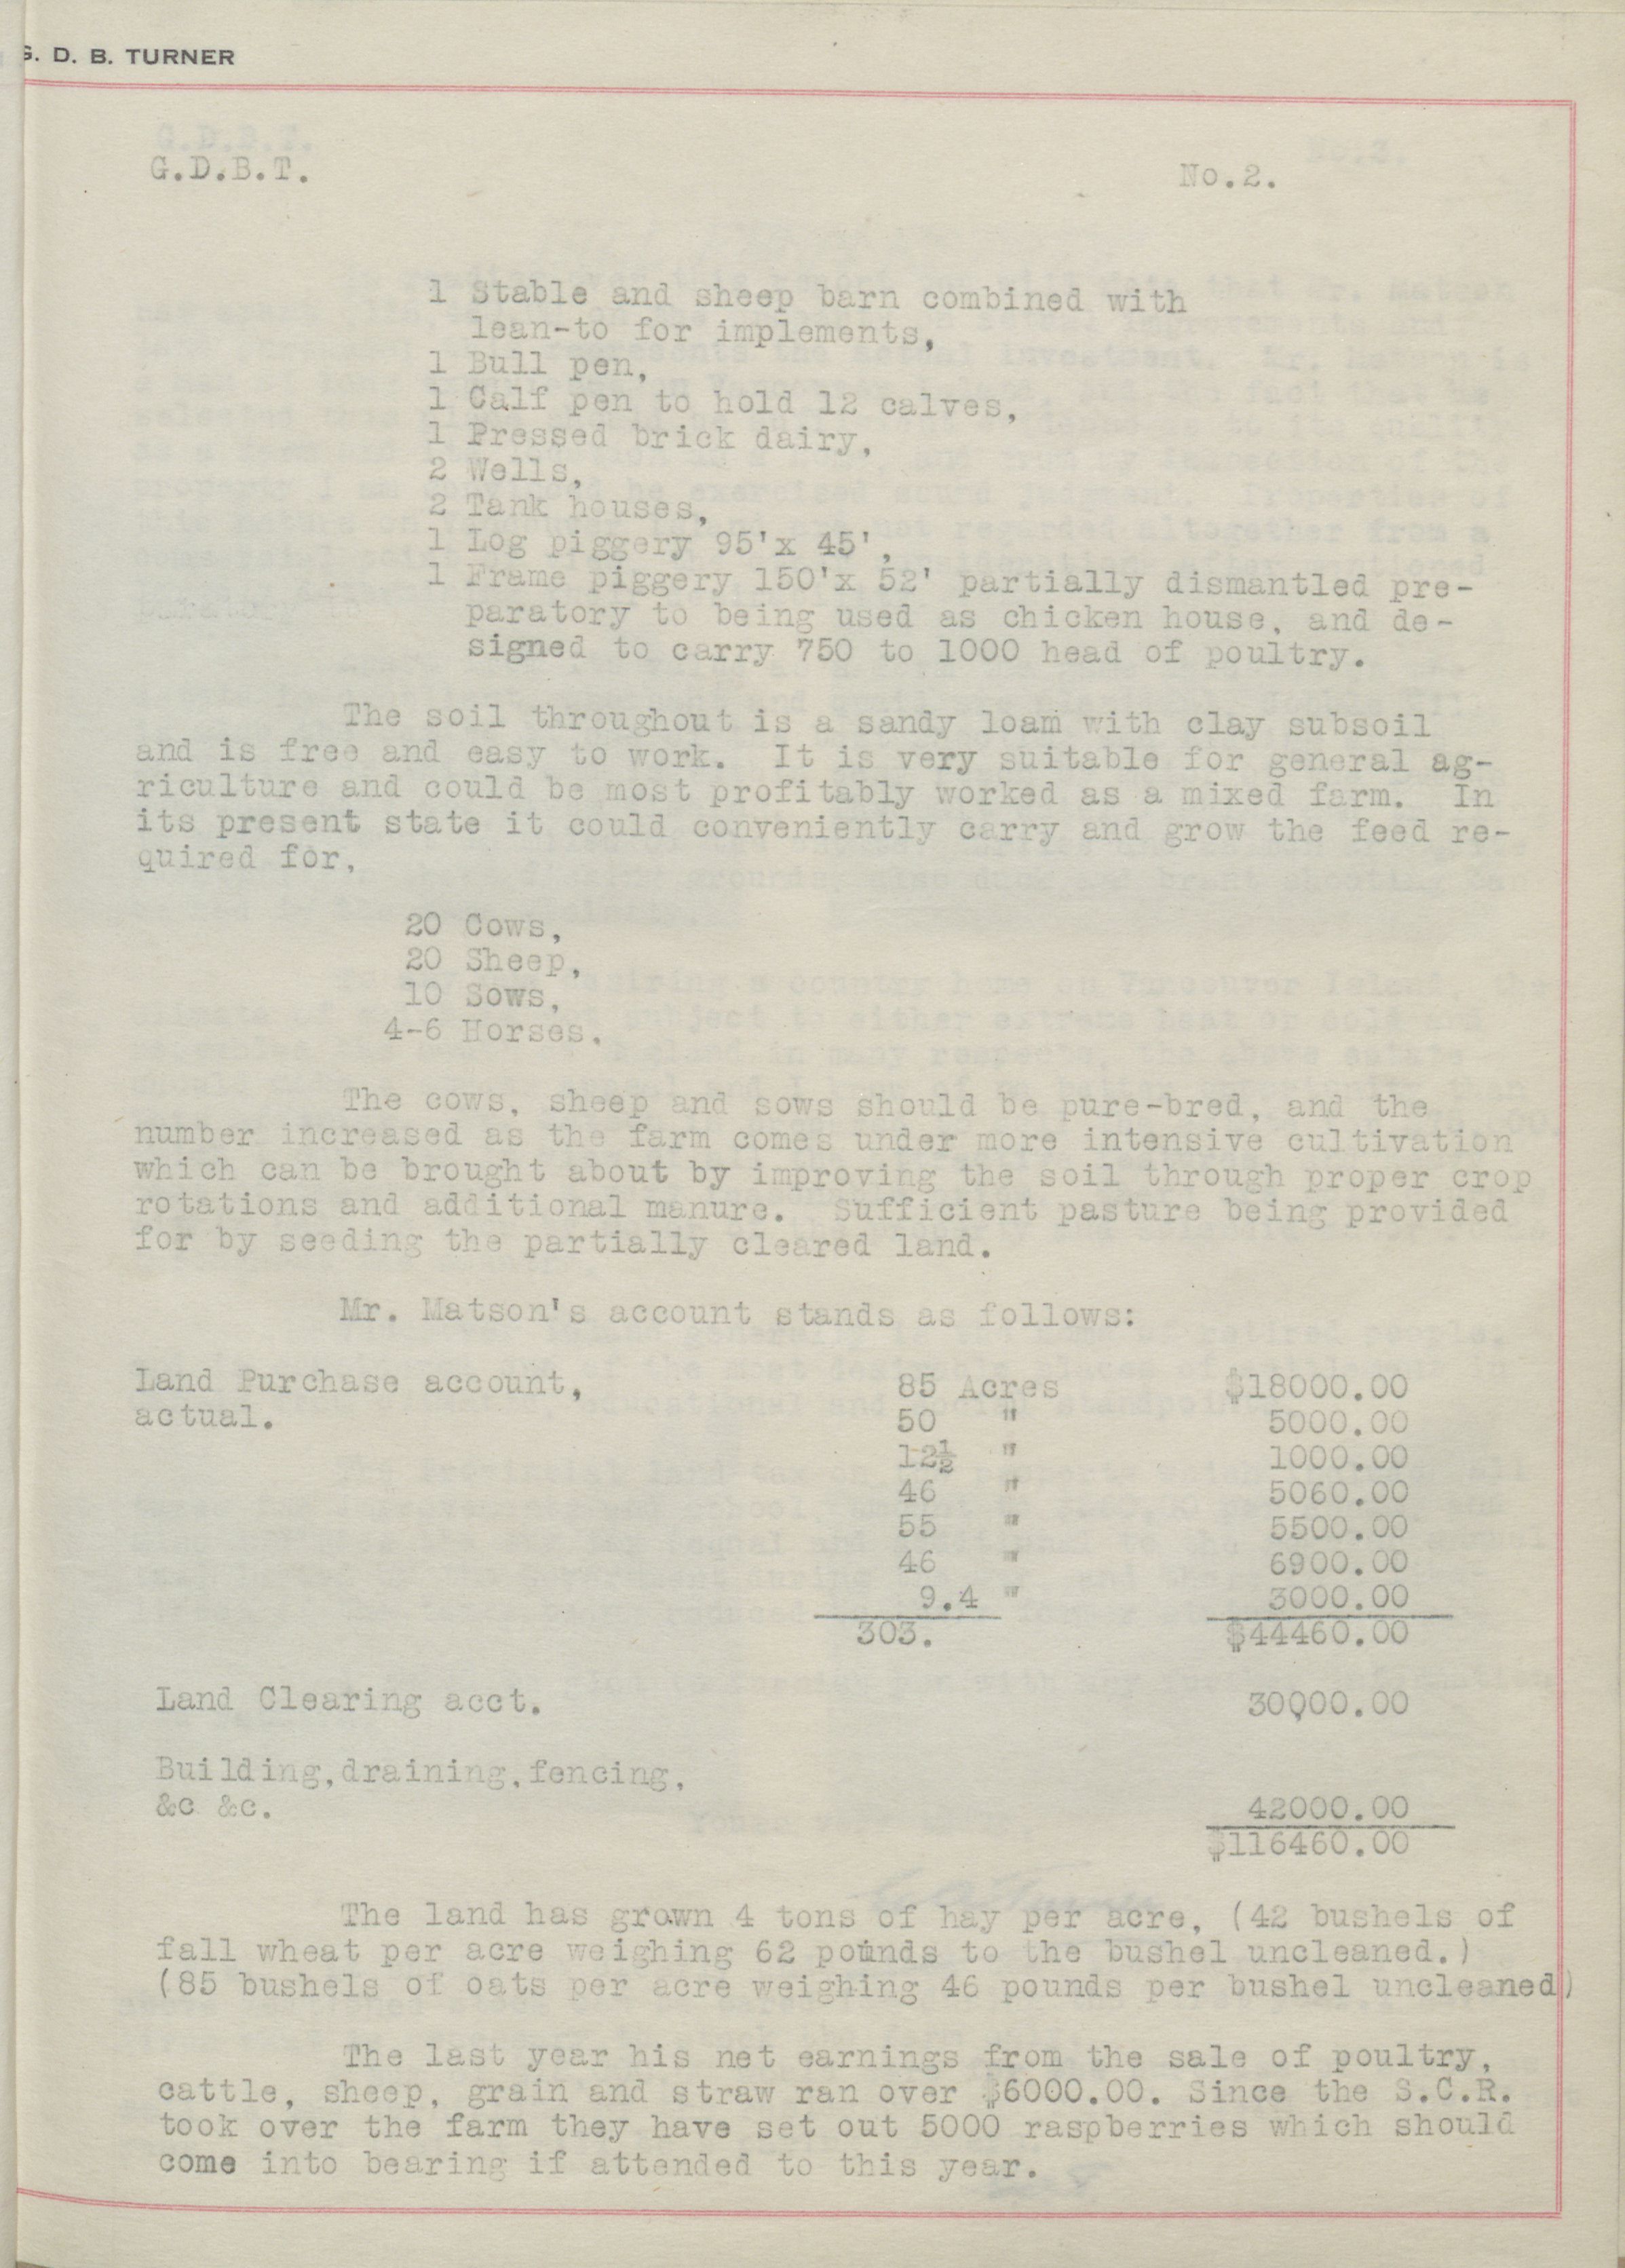 G. D. B. TURNER
G.D.B.T. No.2.
1 Stable and sheep barn combined with
lean-to for implements,
1 Bull pen,
1 Calf pen to hold 12 calves,
1 Pressed brick dairy,
2 Wells,
2 Tank houses,
1 Log piggery 95'x 45',
1 Frame piggery 150'x 52' partially dismantled pre-
paratory to being used as chicken house, and de-
signed to carry 750 to 1000 head of poultry.
The soil throughout is a sandy loam with clay subsoil
and is free and easy to work. It is very suitable for general ag-
riculture and could be most profitably worked as a mixed farm. In
its present state it could conveniently carry and grow the feed re-
quired for,
20 Cows,
20 Sheep,
10 Sows,
4-6 Horses.
The cows, sheep and sows should be pure-bred, and the
number increased as the farm comes under more intensive cultivation
which can be brought about by improving the soil through proper crop
rotations and additional manure. Sufficient pasture being provided
for by seeding the partially cleared land.
Mr. Matson's account stands as follows:
Land Purchase account, 85 Acres $18000.00
actual. 50 " 5000.00
12½ " 1000.00
46 " 5060.00
55 " 5500.00
46 " 6900.00
9.4 " 3000.00
303. $44460.00
Land Clearing acct. 30000.00
Building,draining,fencing,
&c &c. 42000.00
$116460.00
The land has grown 4 tons of hay per acre, (42 bushels of
fall wheat per acre weighing 62 pounds to the bushel uncleaned.)
(85 bushels of oats per acre weighing 46 pounds per bushel uncleaned)
The last year his net earnings from the sale of poultry,
cattle, sheep, grain and straw ran over $6000.00. Since the S.C.R.
took over the farm they have set out 5000 raspberries which should
come into bearing if attended to this year.